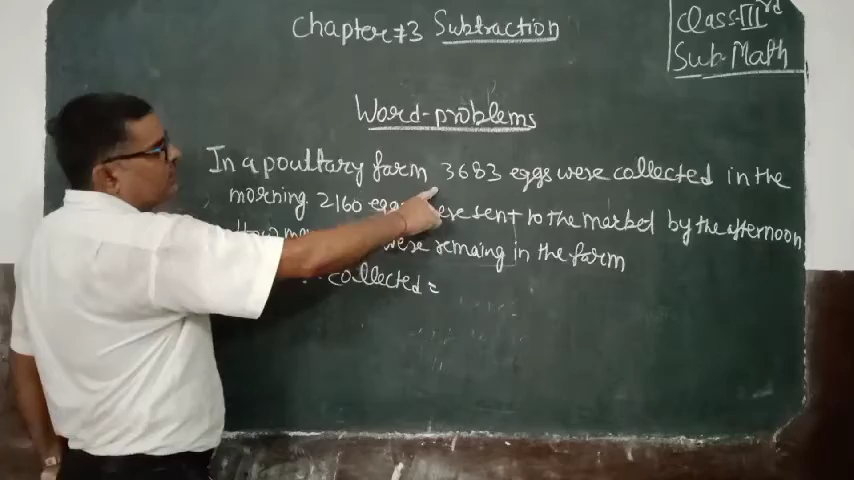 Chapter #3 Subtraction
Class-IIIrd
Sub. Math
Word-problems
In a poultary farm 3683 eggs were collected in the
morning. 2160 eggs were sent to the market by the afternoon
were remaing in the farm
collected =